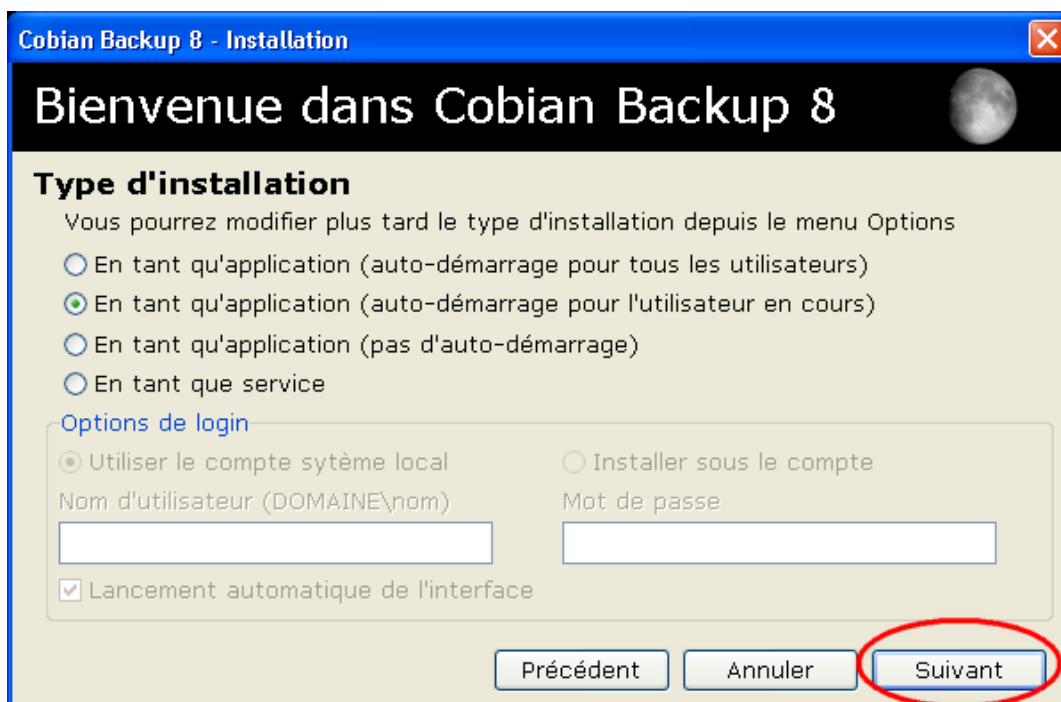 Cobian Backup 8 - Installation
Bienvenue dans Cobian Backup 8
Type d'installation
Vous pourrez modifier plus tard le type d'installation depuis le menu Options
En tant qu'application (auto-démarrage pour tous les utilisateurs)
En tant qu'application (auto-démarrage pour l'utilisateur en cours)
En tant qu'application (pas d'auto-démarrage)
En tant que service
Options de login
Utiliser le compte sytème local
Installer sous le compte
Nom d'utilisateur (DOMAINE\nom)
Mot de passe
Lancement automatique de l'interface
Précédent
Annuler
Suivant